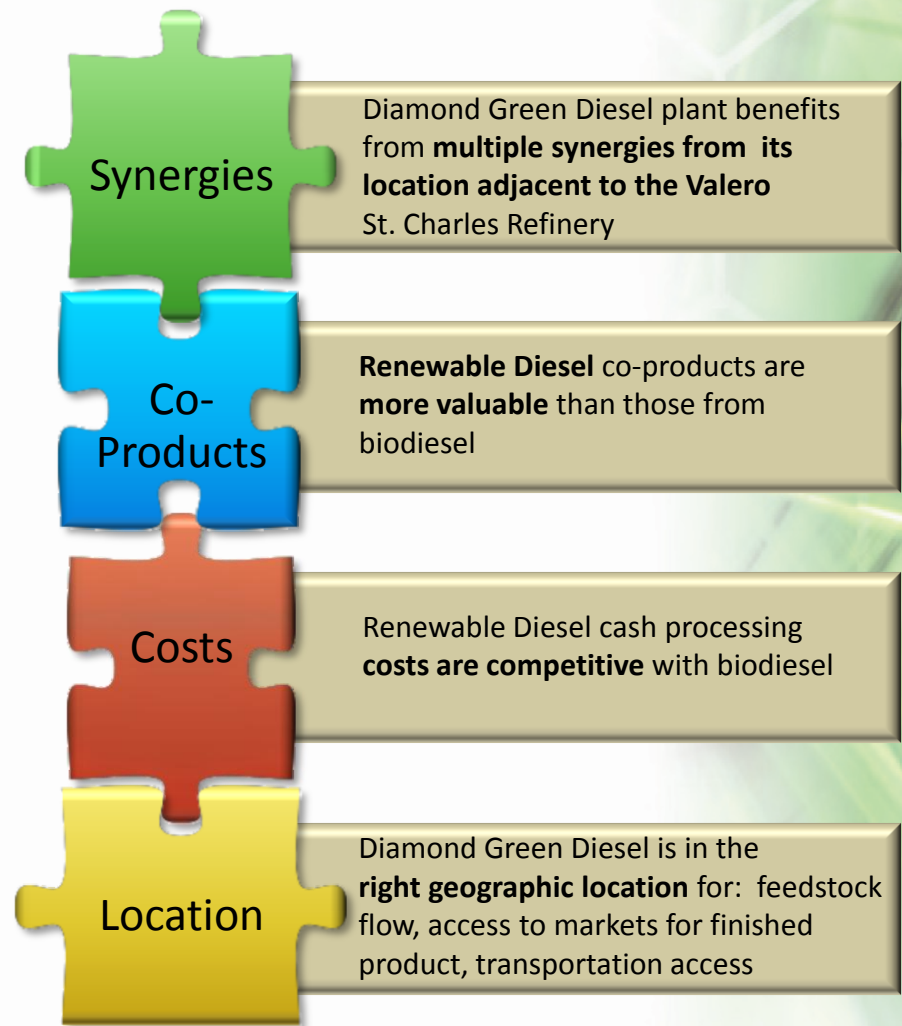 Synergies
Diamond Green Diesel plant benefits
from multiple synergies from its
location adjacent to the Valero
St. Charles Refinery
Co-
Products
Renewable Diesel co-products are
more valuable than those from
biodiesel
Costs
Renewable Diesel cash processing
costs are competitive with biodiesel
Location
Diamond Green Diesel is in the
right geographic location for: feedstock
flow, access to markets for finished
product, transportation access